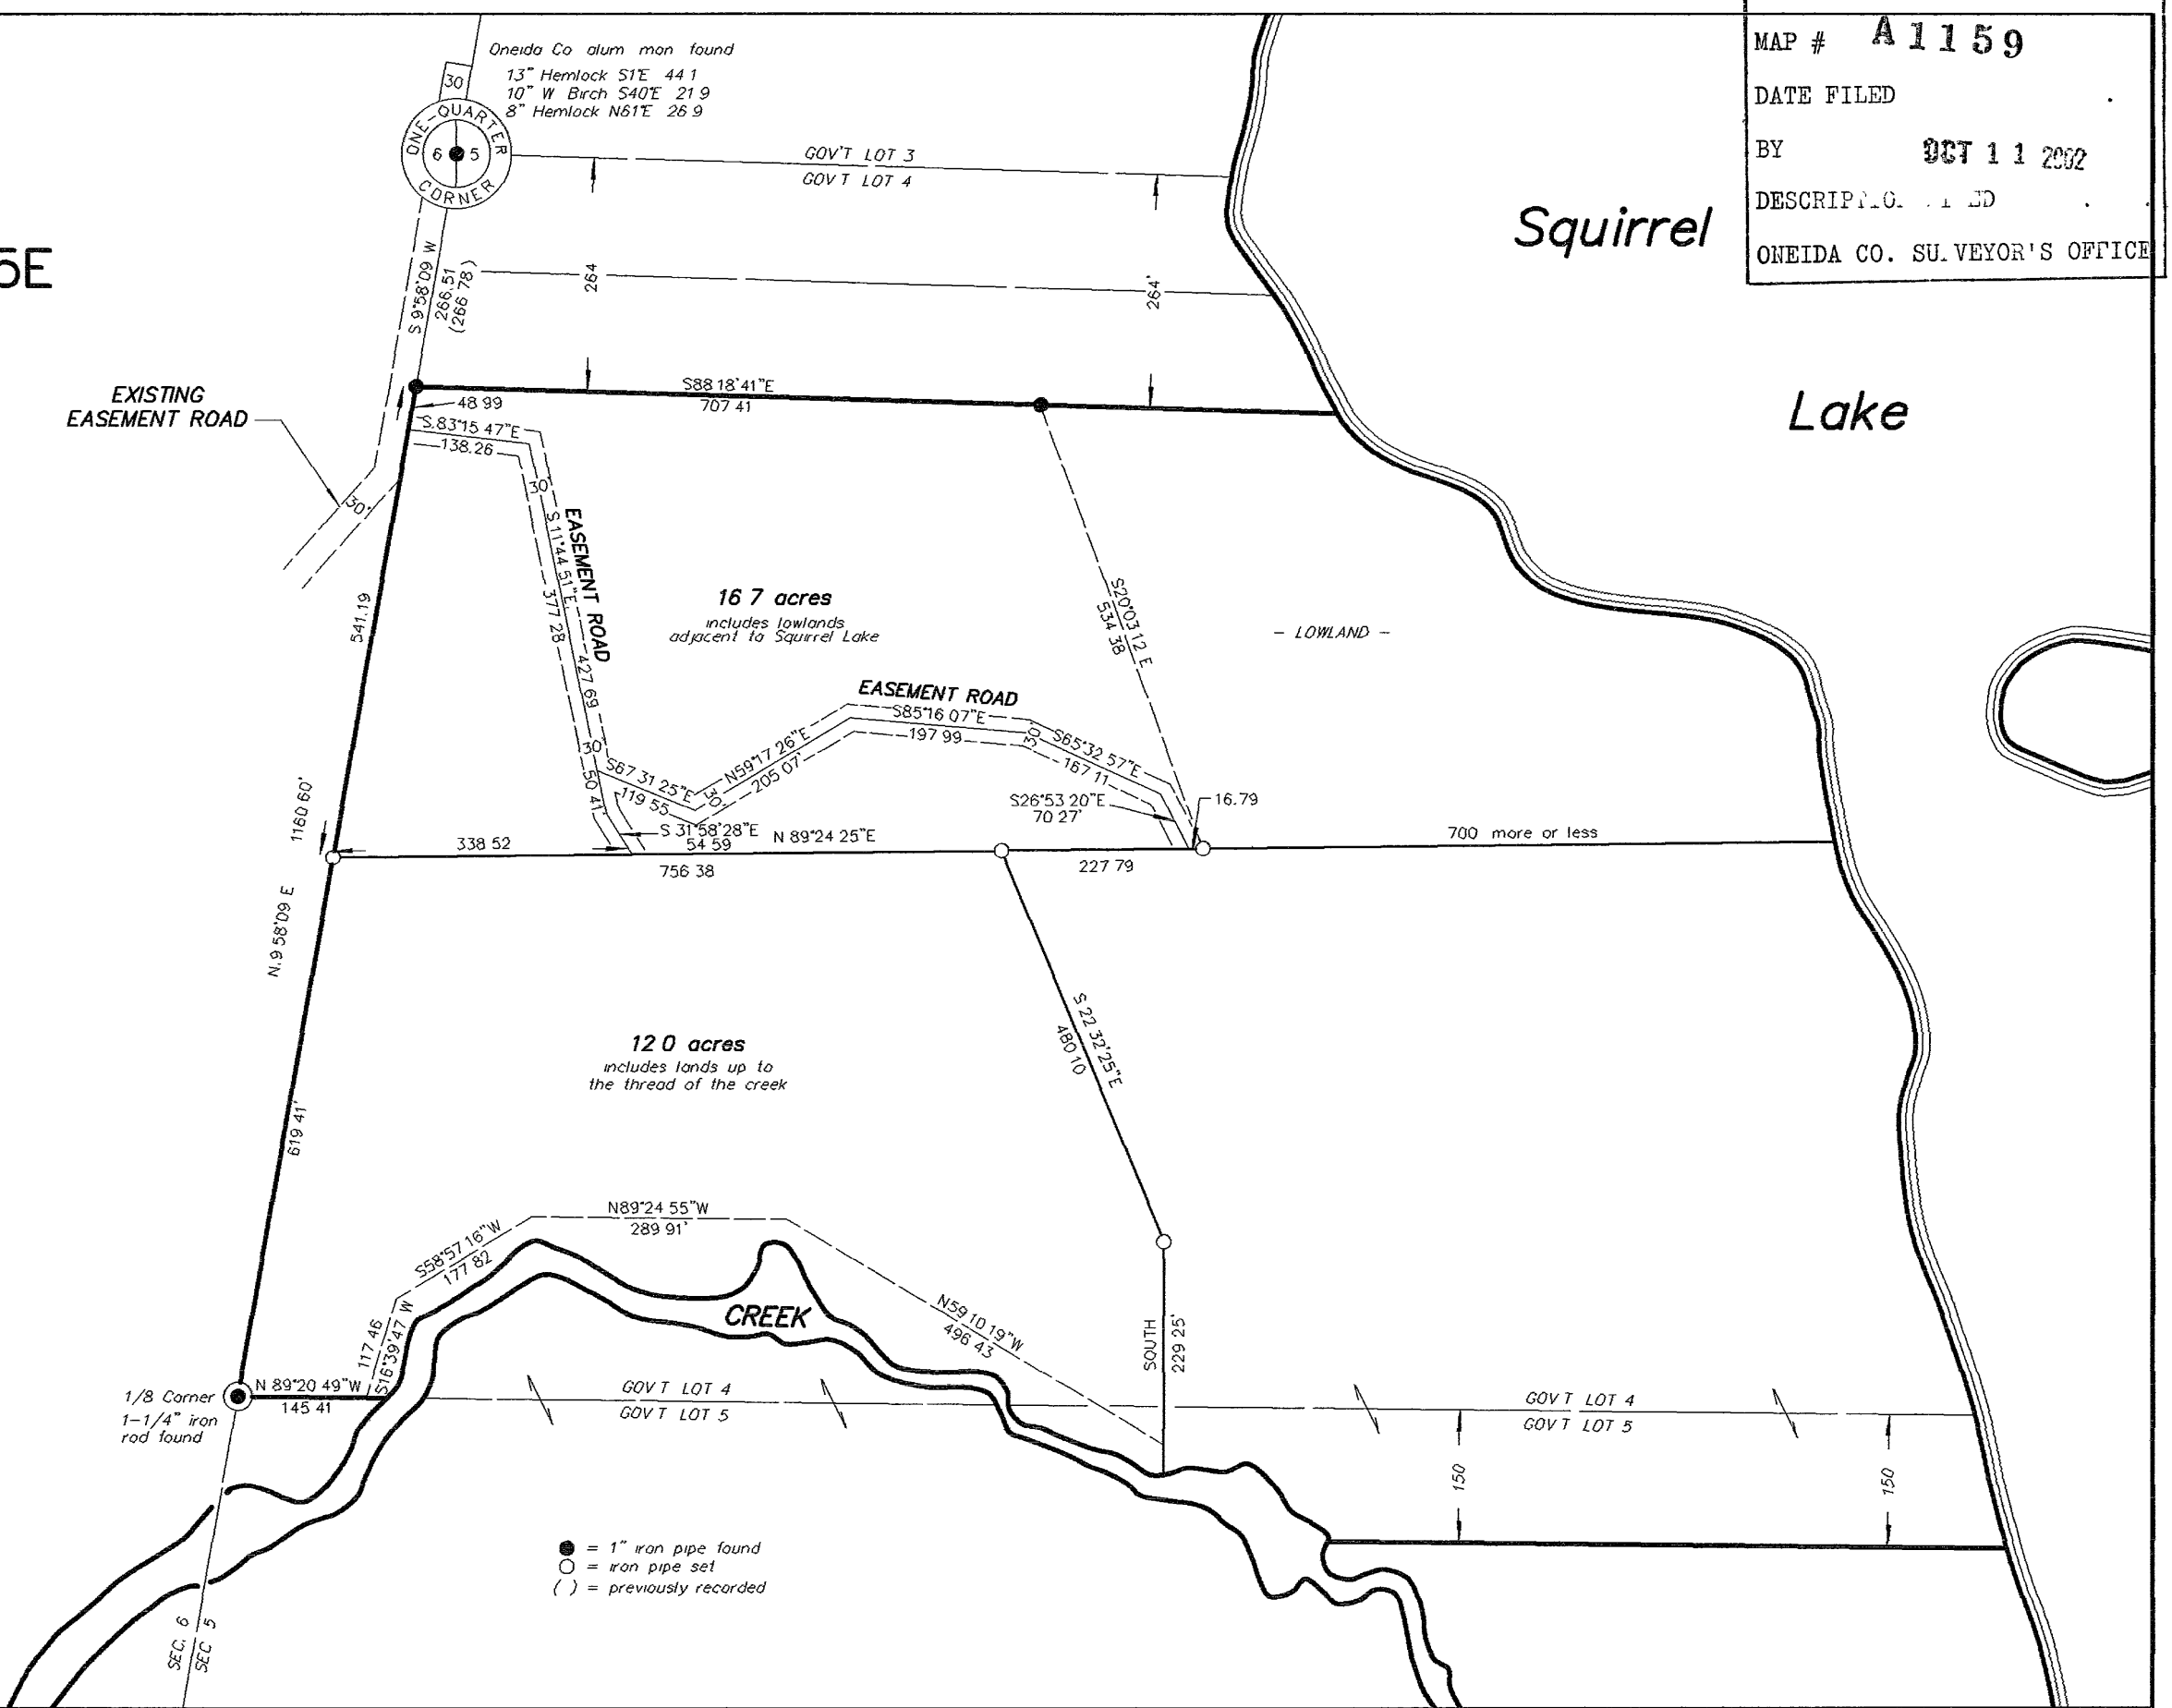 MAP # A1159
DATE FILED
BY OCT 11 2002
ONEIDA CO. SU. VEYOR'S OFFICE
Oneida Co alum mon found
13" Hemlock S1°E 44 1
10" W Birch S40°E 21 9
8" Hemlock N61°E 26 9
30
ONE-QUARTER
6 5
CORNER
GOV'T LOT 3
GOV T LOT 4
Squirrel
Lake
5E
S 9°58'09 W
266.51
(266 78 )
264
264'
EXISTING
EASEMENT ROAD
30'
S88 18'41"E
707 41
48 99
S.83°15 47"E
138.26
30'
S 11°44 51"E
427 69
377 28
EASEMENT ROAD
541.19
16 7 acres
includes lowlands
adjacent to Squirrel Lake
S20°03 12 E
534 38
- LOWLAND -
EASEMENT ROAD
S85°16 07"E
197 99
30'
S65°32 57"E
167 11
N59°17 26"E
205 07'
30'
S67 31 25"E
119 55
30'
50 41'
S26°53 20"E
70 27'
16.79
S 31°58'28"E
54 59
N 89°24 25"E
338 52
756 38
227 79
700 more or less
1160 60'
N.9 58'09 E
619 41'
S 22 32'25"E
480 10
12 0 acres
includes lands up to
the thread of the creek
N89°24 55"W
289 91'
S58°57 16"W
177 82
117 46
S16°39'47 W
CREEK
N59 10 19"W
496 43
SOUTH
229 25'
1/8 Corner
1-1/4" iron
rod found
N 89°20 49"W
145 41
GOV T LOT 4
GOV T LOT 5
GOV T LOT 4
GOV T LOT 5
150
150
● = 1" iron pipe found
○ = iron pipe set
( ) = previously recorded
SEC. 6
SEC 5